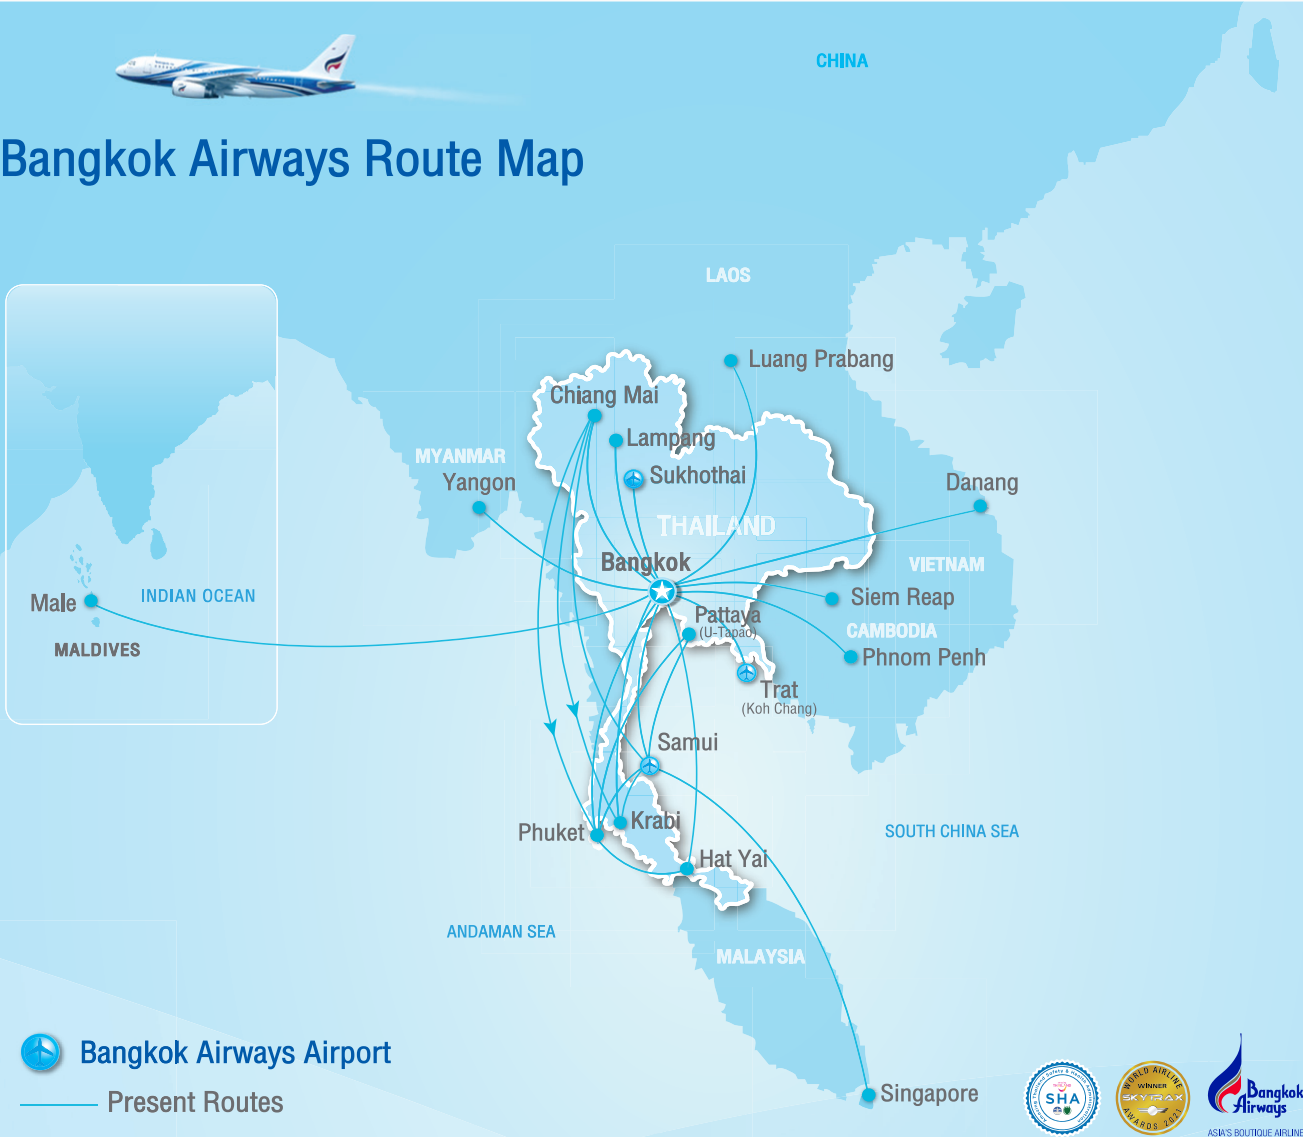 CHINA
Bangkok Airways Route Map
LAOS
Luang Prabang
Chiang Mai
Lampang
MYANMAR
Sukhothai
Yangon
Danang
THAILAND
Bangkok
VIETNAM
Male
INDIAN OCEAN
Siem Reap
Pattaya
(U-Tapao)
CAMBODIA
MALDIVES
Phnom Penh
Trat
(Koh Chang)
Samui
Krabi
Phuket
SOUTH CHINA SEA
Hat Yai
ANDAMAN SEA
MALAYSIA
Bangkok Airways Airport
Present Routes
Singapore
SHA
WORLD AIRLINE
WINNER
SKYTRAX
AWARDS 2021
Bangkok
Airways
ASIA'S BOUTIQUE AIRLINE